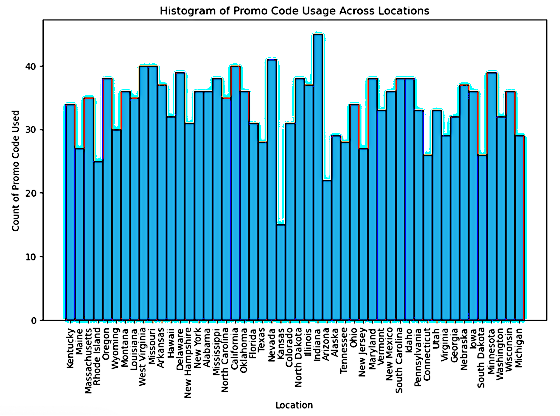 Histogram of Promo Code Usage Across Locations
Count of Promo Code Used
40
30
20
10
0
Kentucky
Maine
Massachusetts
Rhode Island
Oregon
Wyoming
Montana
Louisiana
West Virginia
Missouri
Arkansas
Hawaii
Delaware
New Hampshire
New York
Alabama
Mississippi
North Carolina
California
Oklahoma
Florida
Texas
Nevada
Kansas
Colorado
North Dakota
Illinois
Indiana
Arizona
Alaska
Tennessee
Ohio
New Jersey
Maryland
Vermont
New Mexico
South Carolina
Idaho
Pennsylvania
Connecticut
Utah
Virginia
Georgia
Nebraska
Iowa
South Dakota
Minnesota
Washington
Wisconsin
Michigan
Location